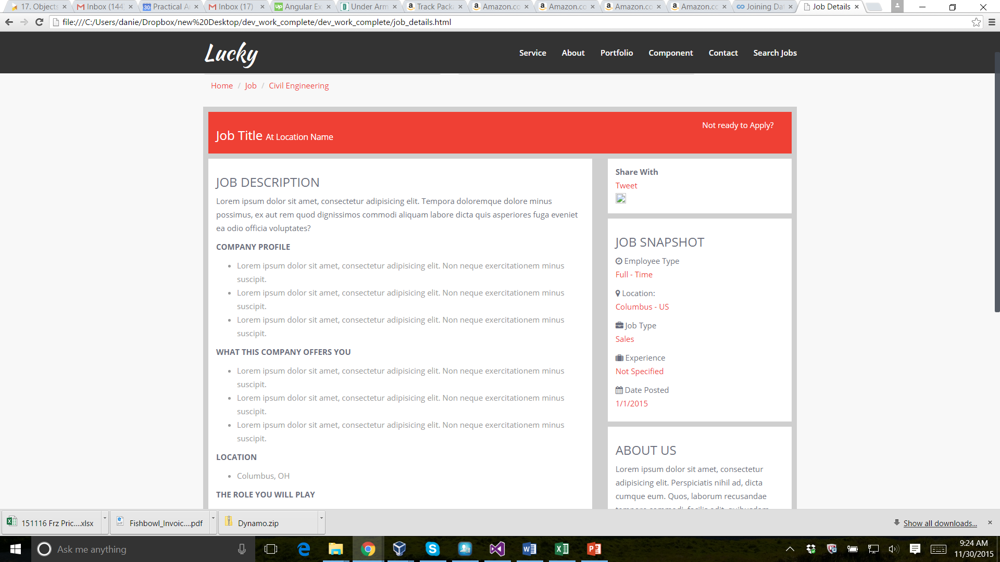 17. Objects
Inbox (144
Practical A
Inbox (17)
Angular Ex
Under Arm
Track Pack
Amazon.co
Amazon.co
Amazon.co
Amazon.co
Joining Dat
Job Details
file:///C:/Users/danie/Dropbox/new%20Desktop/dev_work_complete/dev_work_complete/job_details.html
Lucky
Service About Portfolio Component Contact Search Jobs
Home / Job / Civil Engineering
Job Title At Location Name
Not ready to Apply?
JOB DESCRIPTION
Lorem ipsum dolor sit amet, consectetur adipisicing elit. Tempora doloremque dolore minus
possimus, ex aut rem quod dignissimos commodi aliquam labore dicta quis asperiores fuga eveniet
ea odio officia voluptates?
COMPANY PROFILE
Lorem ipsum dolor sit amet, consectetur adipisicing elit. Non neque exercitationem minus
suscipit.
Lorem ipsum dolor sit amet, consectetur adipisicing elit. Non neque exercitationem minus
suscipit.
Lorem ipsum dolor sit amet, consectetur adipisicing elit. Non neque exercitationem minus
suscipit.
WHAT THIS COMPANY OFFERS YOU
Lorem ipsum dolor sit amet, consectetur adipisicing elit. Non neque exercitationem minus
suscipit.
Lorem ipsum dolor sit amet, consectetur adipisicing elit. Non neque exercitationem minus
suscipit.
Lorem ipsum dolor sit amet, consectetur adipisicing elit. Non neque exercitationem minus
suscipit.
LOCATION
Columbus, OH
THE ROLE YOU WILL PLAY
Share With
Tweet
JOB SNAPSHOT
Employee Type
Full - Time
Location:
Columbus - US
Job Type
Sales
Experience
Not Specified
Date Posted
1/1/2015
ABOUT US
Lorem ipsum dolor sit amet, consectetur
adipisicing elit. Perspiciatis nihil ad, dicta
cumque eum. Quos, laborum recusandae
151116 Frz Pric....xlsx
Fishbowl_Invoic....pdf
Dynamo.zip
Show all downloads...
Ask me anything
9:24 AM
11/30/2015